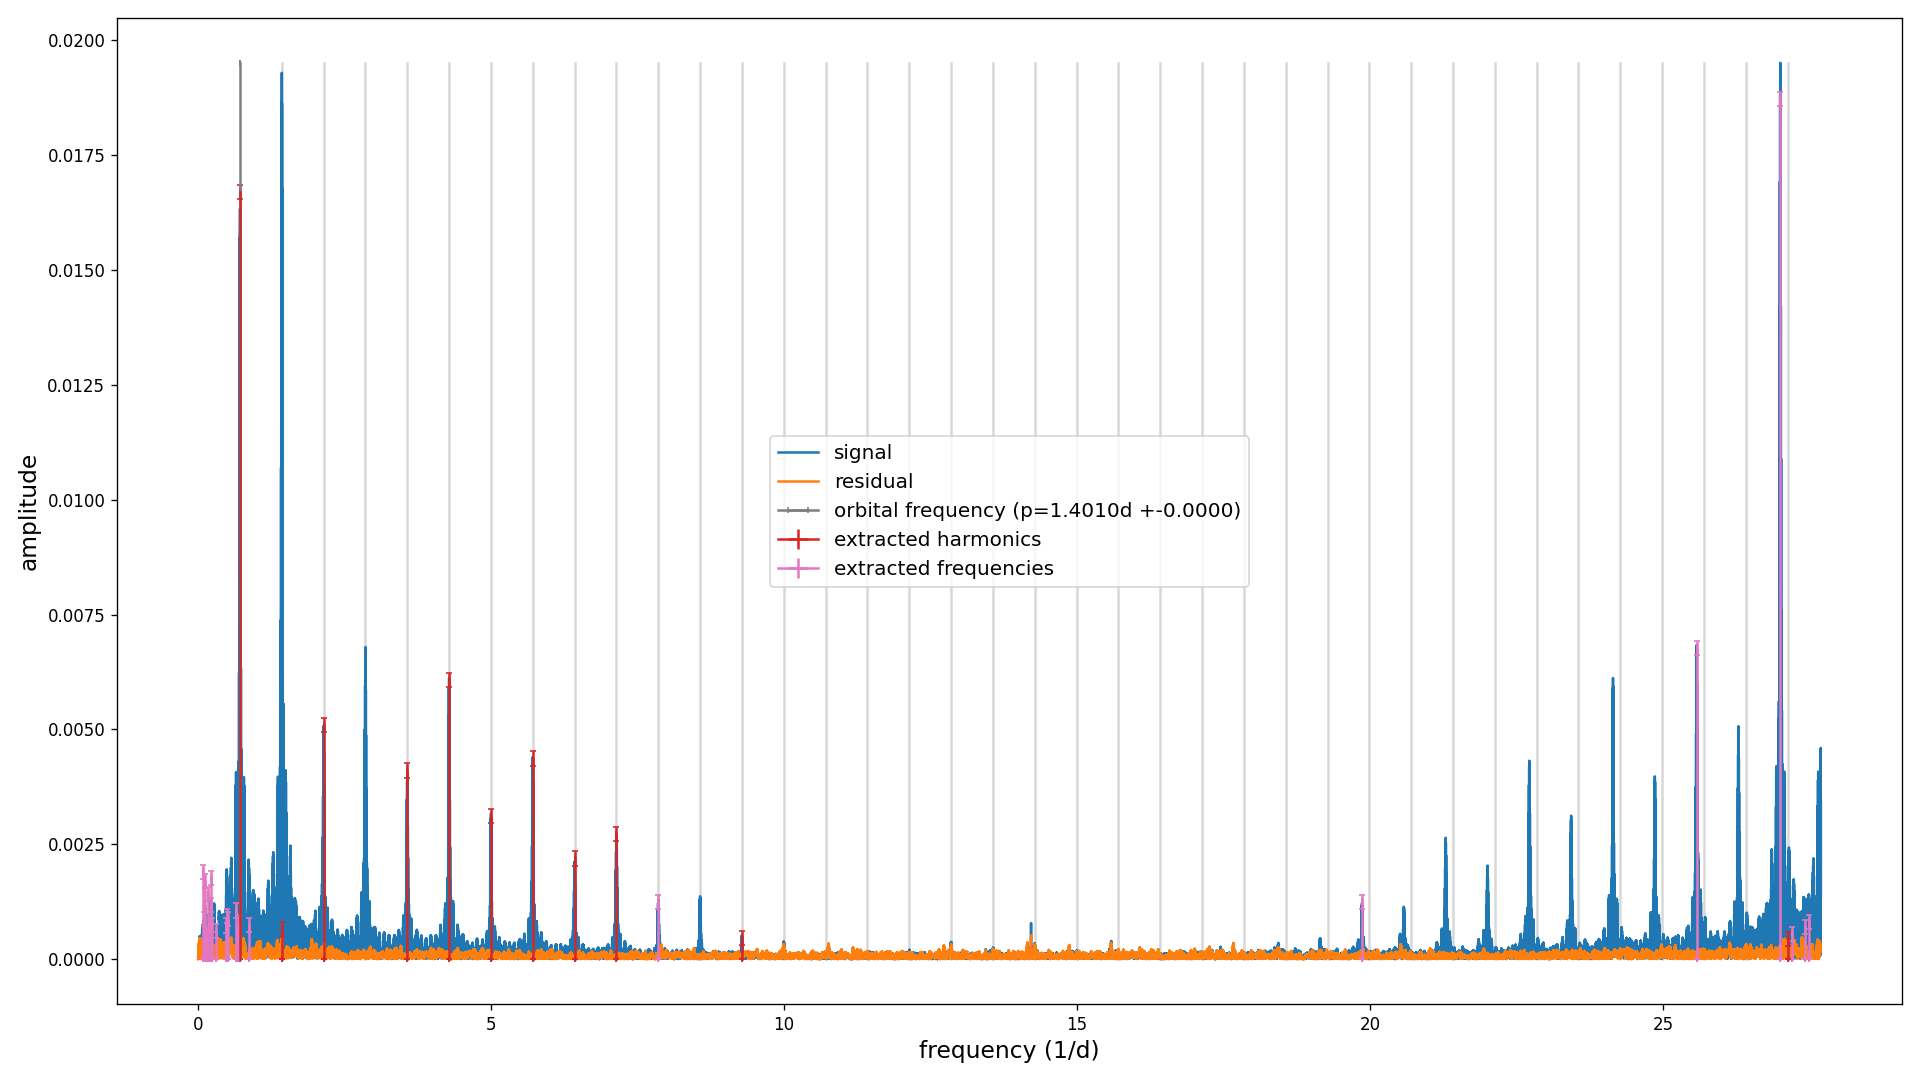 0.0200
0.0175
0.0150
0.0125
0.0100
0.0075
0.0050
0.0025
0.0000
amplitude
signal
residual
orbital frequency (p=1.4010d +-0.0000)
extracted harmonics
extracted frequencies
0 5 10 15 20 25
frequency (1/d)